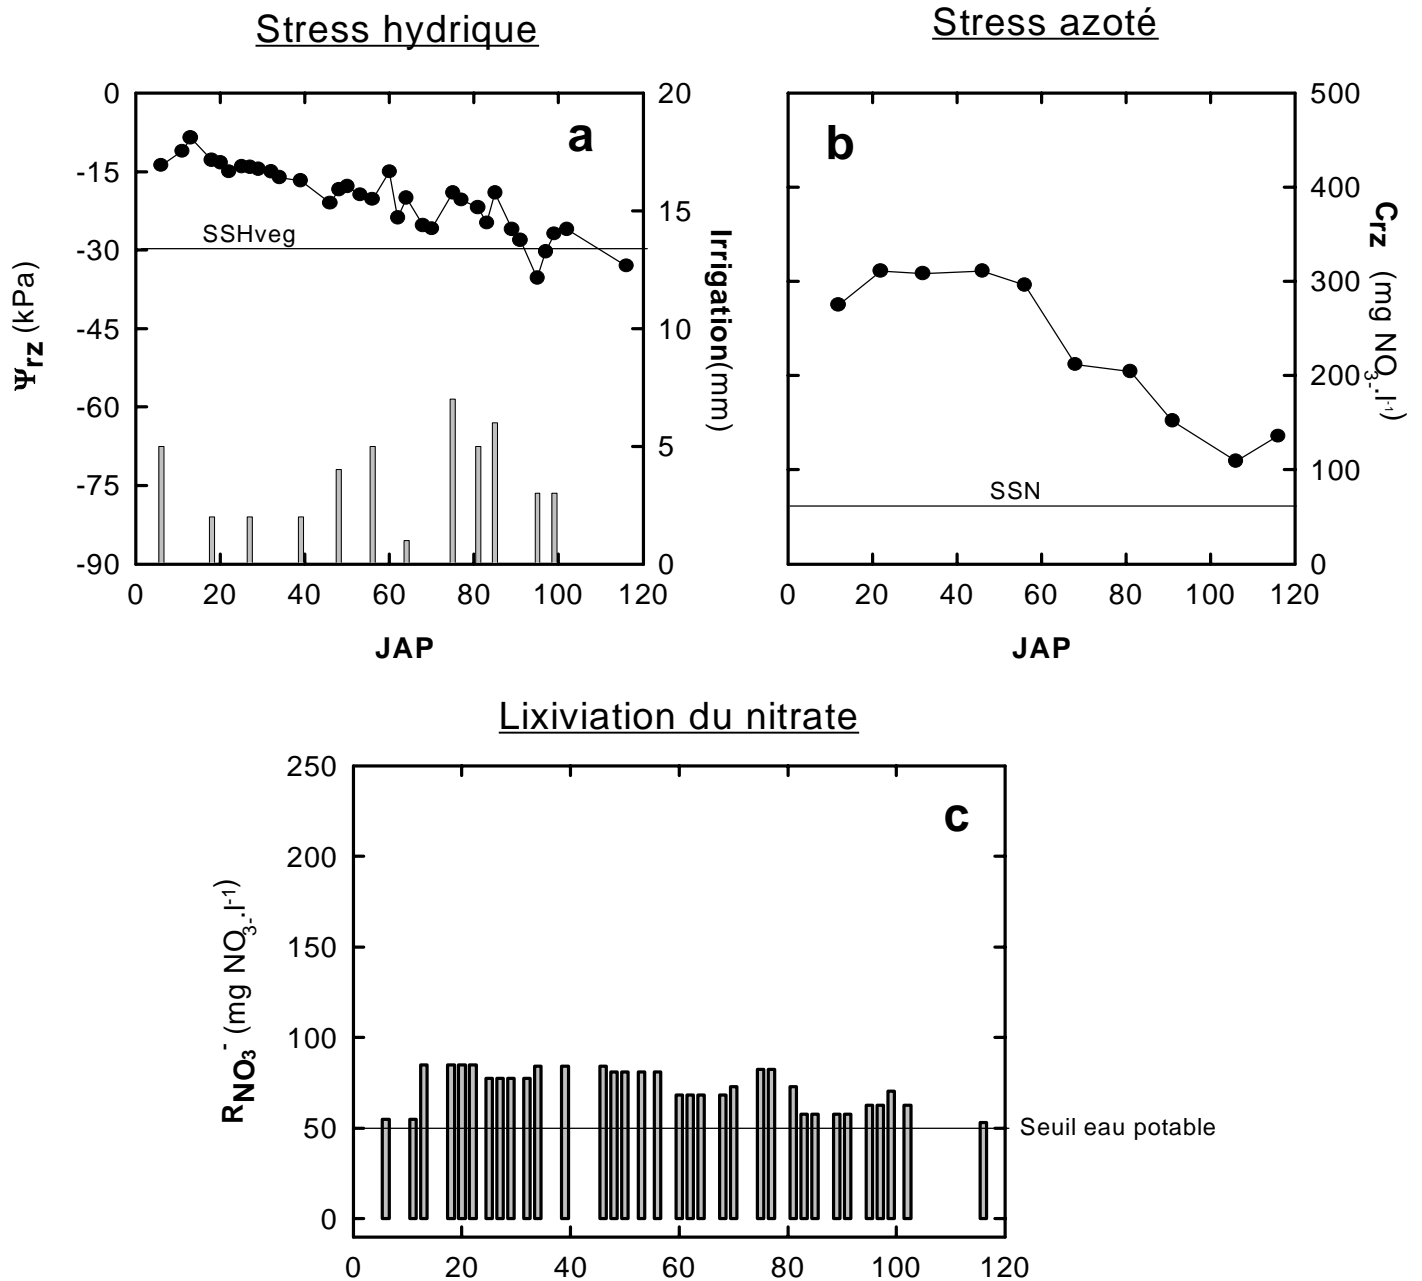 Stress hydrique
Stress azoté
0
-15
-30
-45
-60
-75
-90
Ψrz (kPa)
a
SSHveg
20
15
10
5
0
Irrigation(mm)
0 20 40 60 80 100 120
JAP
b
SSN
500
400
300
200
100
0
Crz (mg NO3-.l-1)
0 20 40 60 80 100 120
JAP
Lixiviation du nitrate
250
200
150
100
50
0
RNO3- (mg NO3-.l-1)
c
Seuil eau potable
0 20 40 60 80 100 120